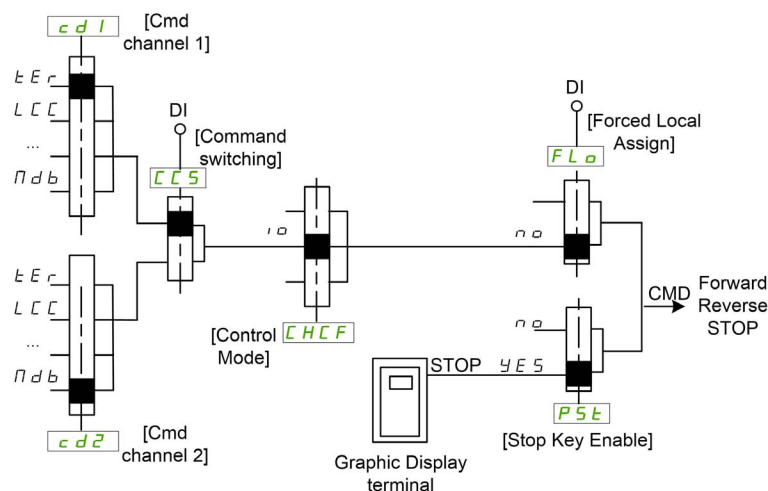 cd1
[Cmd
channel 1]
tEr
LCC
...
Mdb
DI
[Command
switching]
CCS
DI
[Forced Local
Assign]
FLo
io
no
tEr
LCC
...
Mdb
cd2
[Cmd
channel 2]
[Control
Mode]
CHCF
no
CMD
Forward
Reverse
STOP
STOP
YES
PSt
[Stop Key Enable]
Graphic Display
terminal